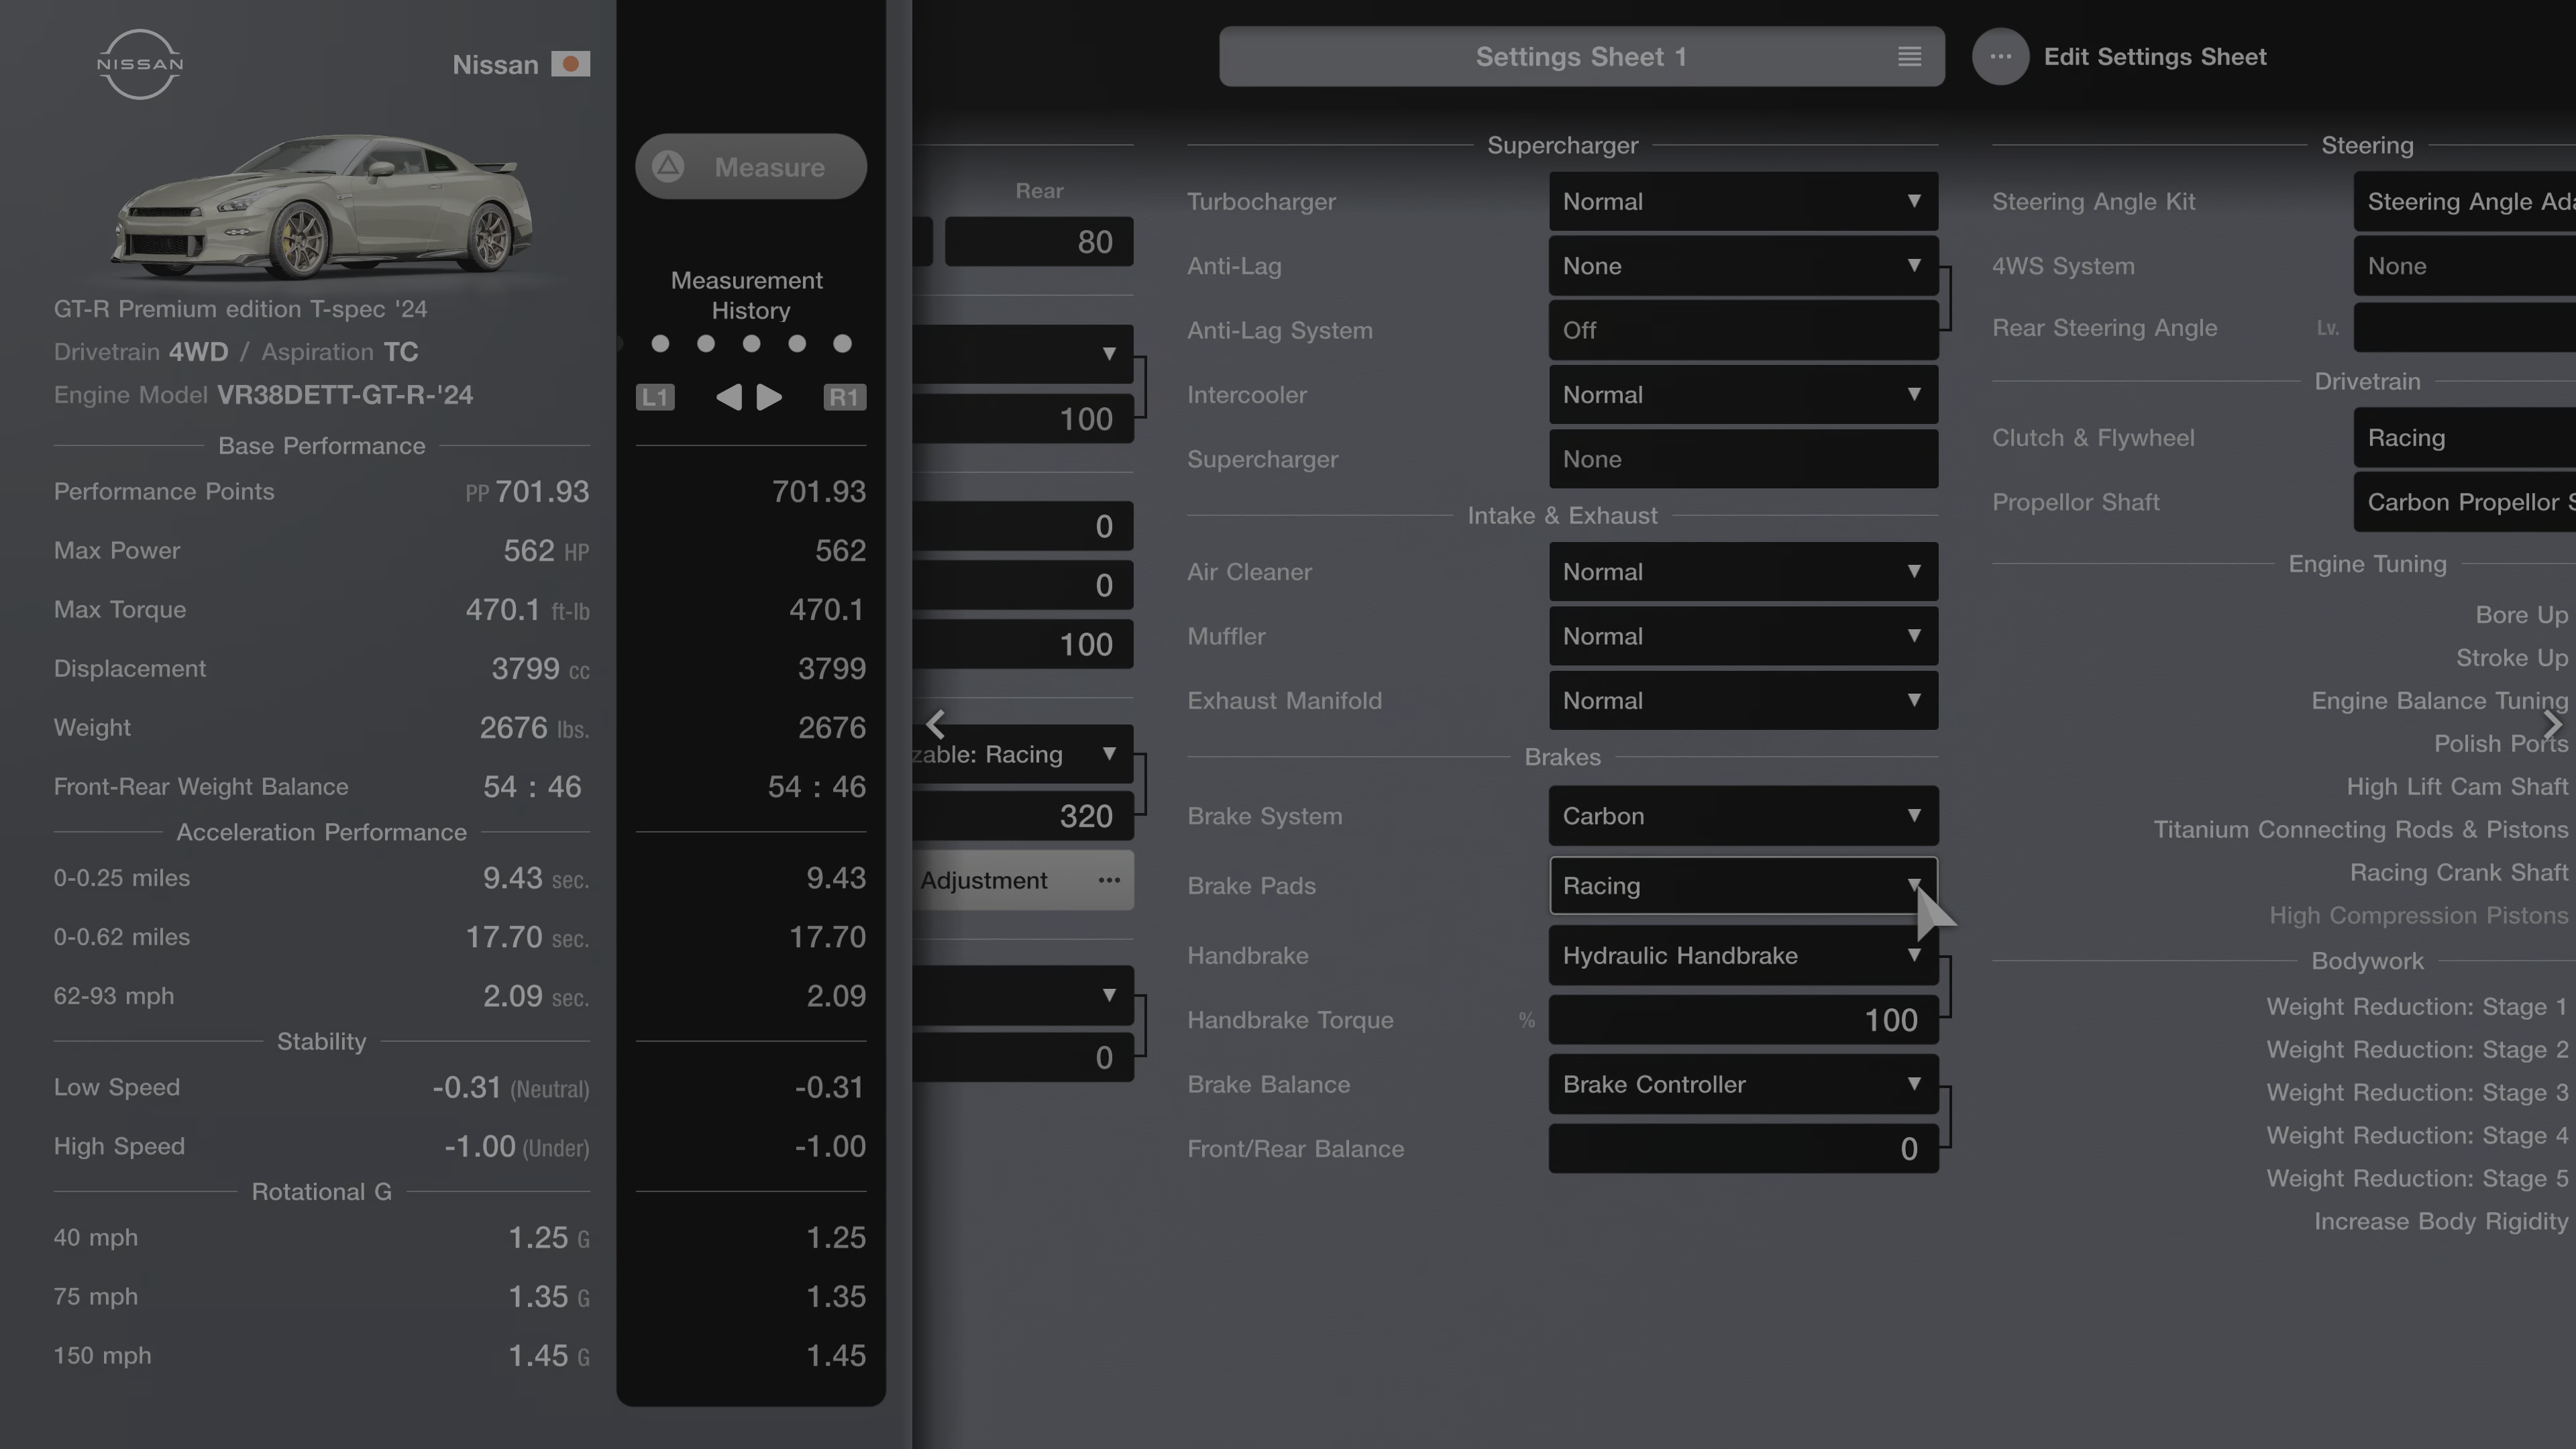 NISSAN
Nissan
GT-R Premium edition T-spec '24
Drivetrain 4WD / Aspiration TC
Engine Model VR38DETT-GT-R-'24
Base Performance
Performance Points PP 701.93
Max Power 562 HP
Max Torque 470.1 ft-lb
Displacement 3799 cc
Weight 2676 lbs.
Front-Rear Weight Balance 54 : 46
Acceleration Performance
0-0.25 miles 9.43 sec.
0-0.62 miles 17.70 sec.
62-93 mph 2.09 sec.
Stability
Low Speed -0.31 (Neutral)
High Speed -1.00 (Under)
Rotational G
40 mph 1.25 G
75 mph 1.35 G
150 mph 1.45 G
Measure
Measurement
History
L1 R1
701.93
562
470.1
3799
2676
54 : 46
9.43
17.70
2.09
-0.31
-1.00
1.25
1.35
1.45
Settings Sheet 1
Edit Settings Sheet
Rear
80
100
0
0
100
zable: Racing
320
Adjustment
0
Supercharger
Turbocharger Normal
Anti-Lag None
Anti-Lag System Off
Intercooler Normal
Supercharger None
Intake & Exhaust
Air Cleaner Normal
Muffler Normal
Exhaust Manifold Normal
Brakes
Brake System Carbon
Brake Pads Racing
Handbrake Hydraulic Handbrake
Handbrake Torque % 100
Brake Balance Brake Controller
Front/Rear Balance 0
Steering
Steering Angle Kit Steering Angle Ada
4WS System None
Rear Steering Angle Lv.
Drivetrain
Clutch & Flywheel Racing
Propellor Shaft Carbon Propellor S
Engine Tuning
Bore Up
Stroke Up
Engine Balance Tuning
Polish Ports
High Lift Cam Shaft
Titanium Connecting Rods & Pistons
Racing Crank Shaft
High Compression Pistons
Bodywork
Weight Reduction: Stage 1
Weight Reduction: Stage 2
Weight Reduction: Stage 3
Weight Reduction: Stage 4
Weight Reduction: Stage 5
Increase Body Rigidity